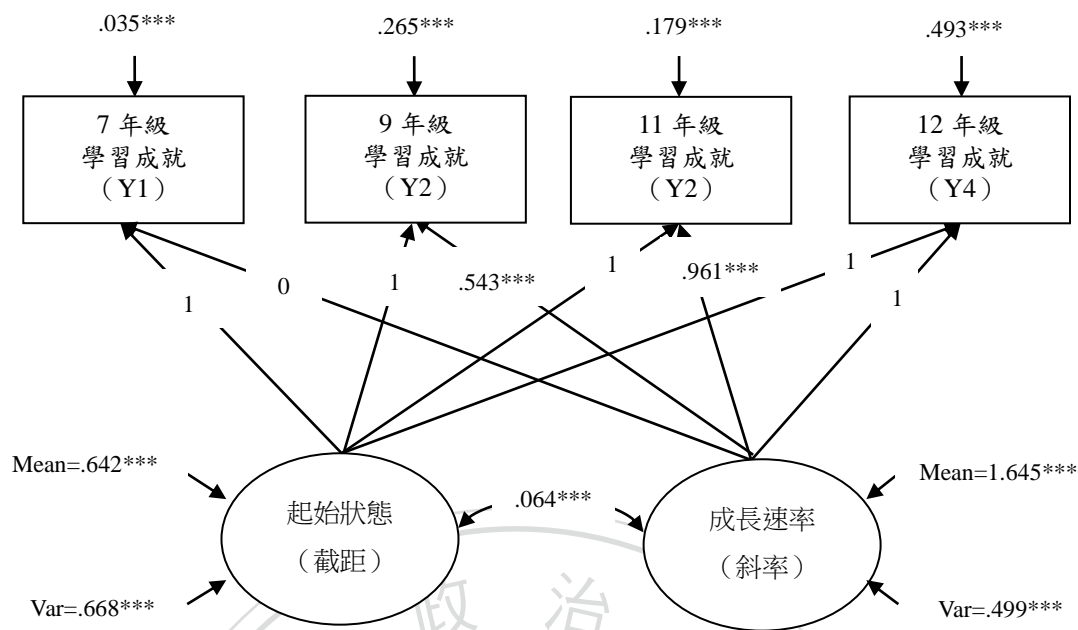 .035***
.265***
.179***
.493***
7 年級
學習成就
（Y1）
9 年級
學習成就
（Y2）
11 年級
學習成就
（Y2）
12 年級
學習成就
（Y4）
1
0
1
.543***
1
.961***
1
1
Mean=.642***
Mean=1.645***
起始狀態
（截距）
.064***
成長速率
（斜率）
Var=.668***
Var=.499***
政治